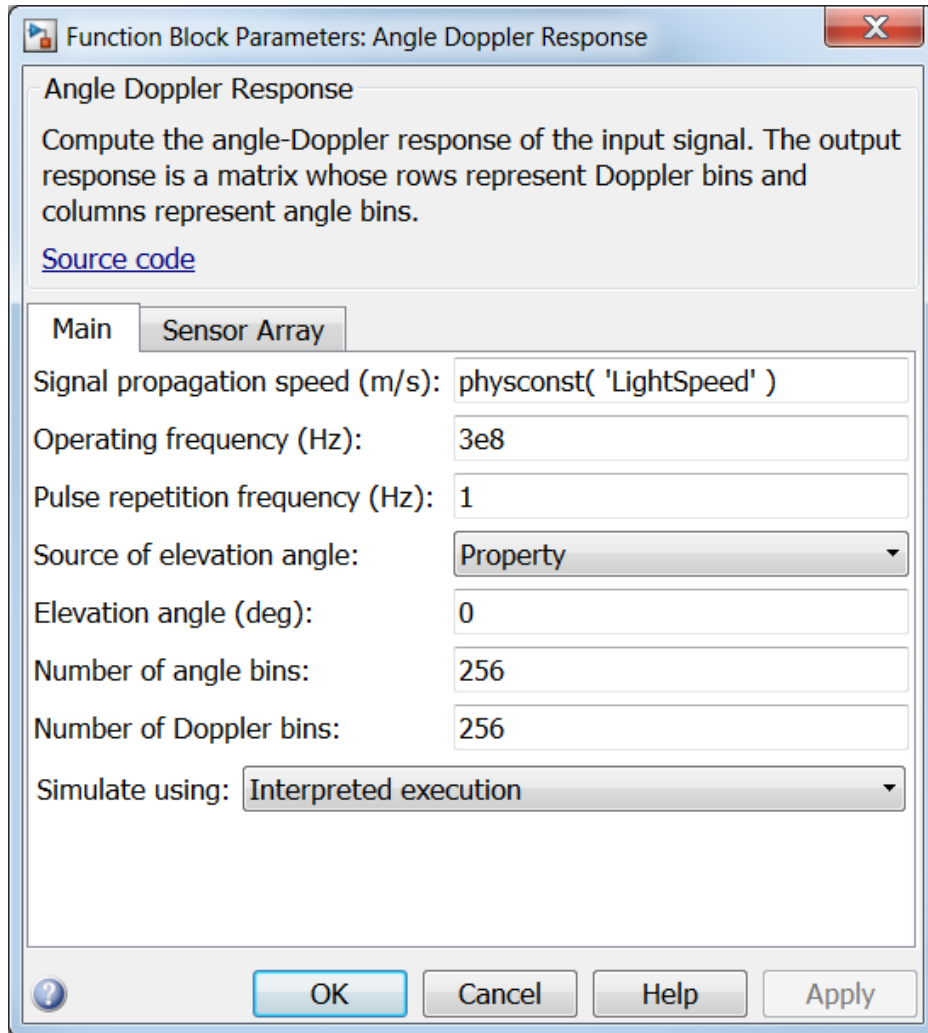 Function Block Parameters: Angle Doppler Response
X
Angle Doppler Response
Compute the angle-Doppler response of the input signal. The output
response is a matrix whose rows represent Doppler bins and
columns represent angle bins.
Source code
Main Sensor Array
Signal propagation speed (m/s): physconst( 'LightSpeed' )
Operating frequency (Hz): 3e8
Pulse repetition frequency (Hz): 1
Source of elevation angle: Property
Elevation angle (deg): 0
Number of angle bins: 256
Number of Doppler bins: 256
Simulate using: Interpreted execution
? OK Cancel Help Apply